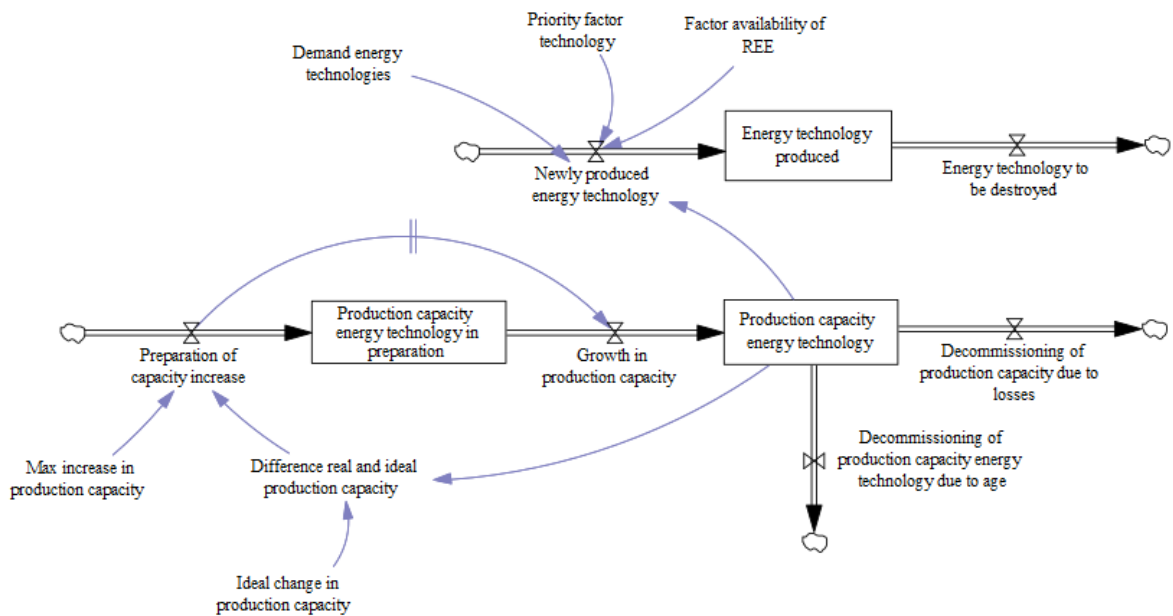 Priority factor
technology
Factor availability of
REE
Demand energy
technologies
Energy technology
produced
Newly produced
energy technology
Energy technology to
be destroyed
Production capacity
energy technology in
preparation
Production capacity
energy technology
Preparation of
capacity increase
Growth in
production capacity
Decommissioning of
production capacity due to
losses
Decommissioning of
production capacity energy
technology due to age
Max increase in
production capacity
Difference real and ideal
production capacity
Ideal change in
production capacity